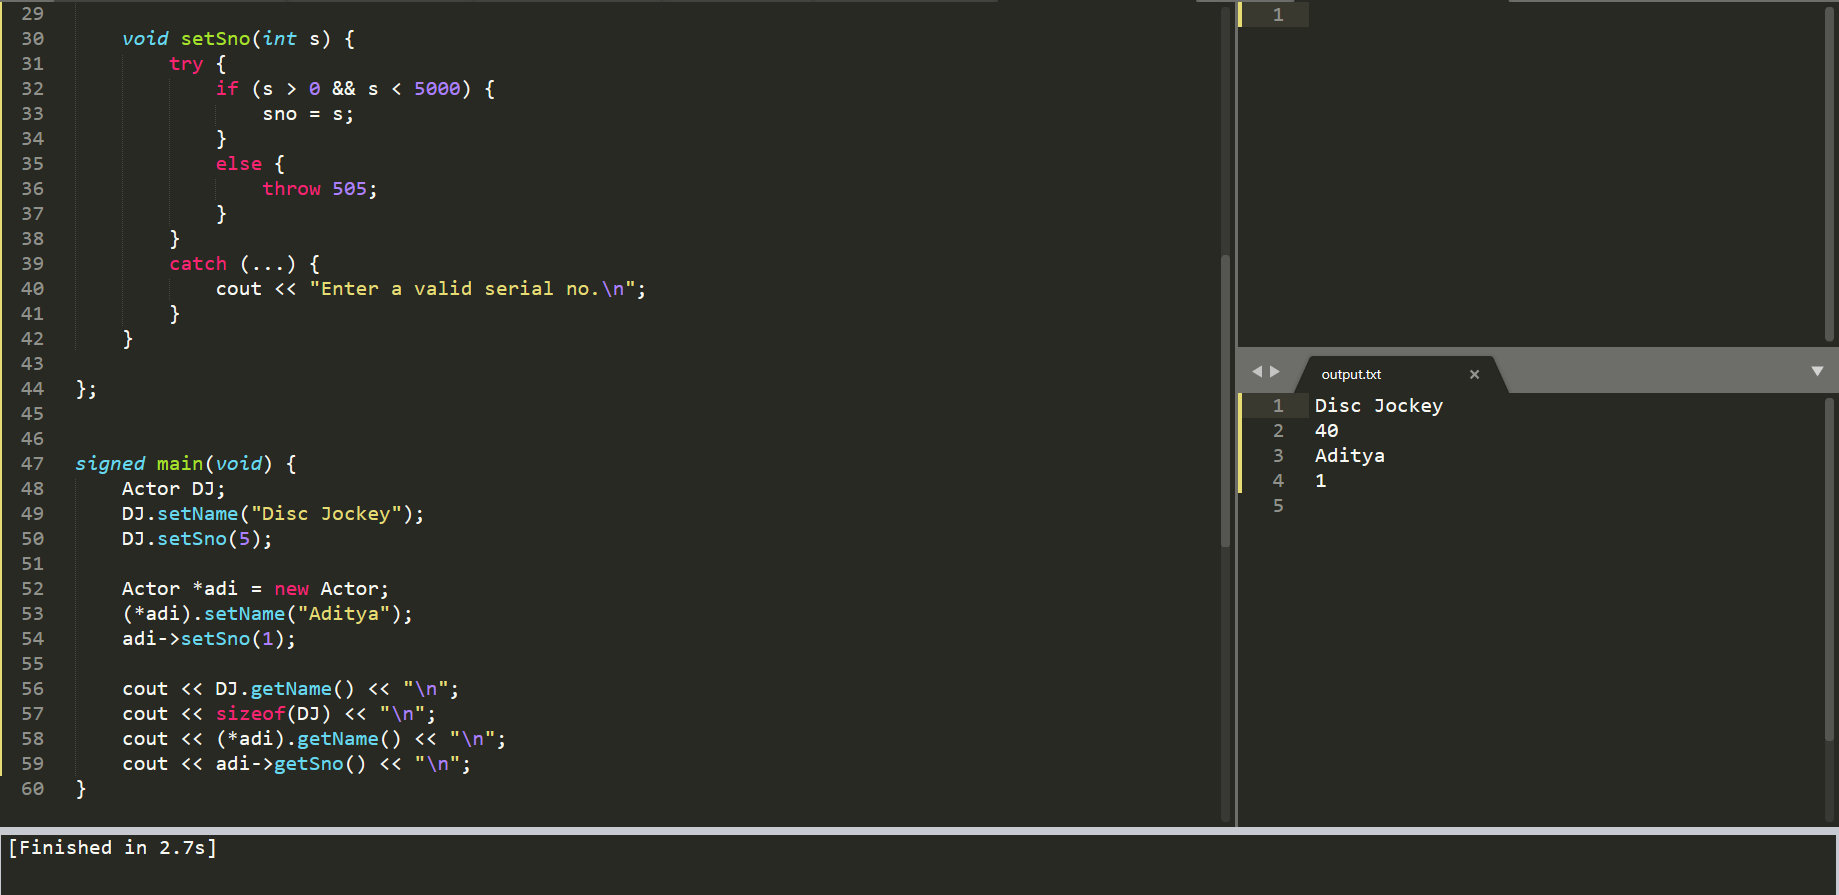 29
30     void setSno(int s) {
31         try {
32             if (s > 0 && s < 5000) {
33                 sno = s;
34             }
35             else {
36                 throw 505;
37             }
38         }
39         catch (...) {
40             cout << "Enter a valid serial no.\n";
41         }
42     }
43
44 };
45
46
47 signed main(void) {
48     Actor DJ;
49     DJ.setName("Disc Jockey");
50     DJ.setSno(5);
51
52     Actor *adi = new Actor;
53     (*adi).setName("Aditya");
54     adi->setSno(1);
55
56     cout << DJ.getName() << "\n";
57     cout << sizeof(DJ) << "\n";
58     cout << (*adi).getName() << "\n";
59     cout << adi->getSno() << "\n";
60 }
1
output.txt ×
1 Disc Jockey
2 40
3 Aditya
4 1
5
[Finished in 2.7s]